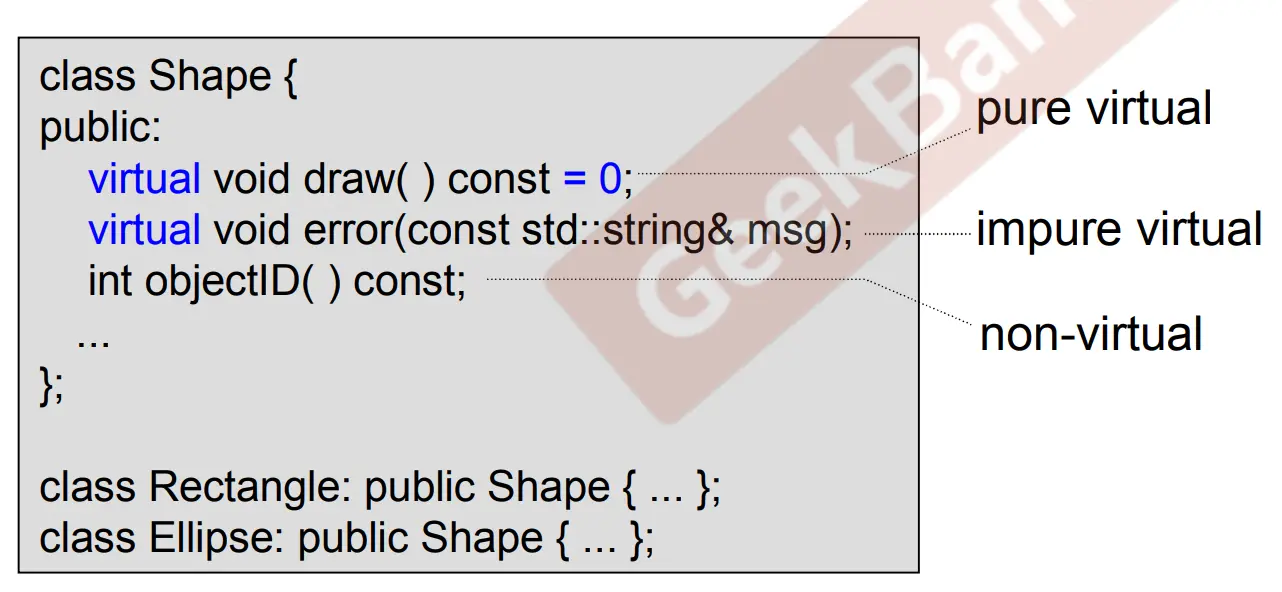 class Shape {
public:
virtual void draw( ) const = 0;
pure virtual
virtual void error(const std::string& msg);
impure virtual
int objectID( ) const;
non-virtual
...
};
class Rectangle: public Shape { ... };
class Ellipse: public Shape { ... };
GeekBan